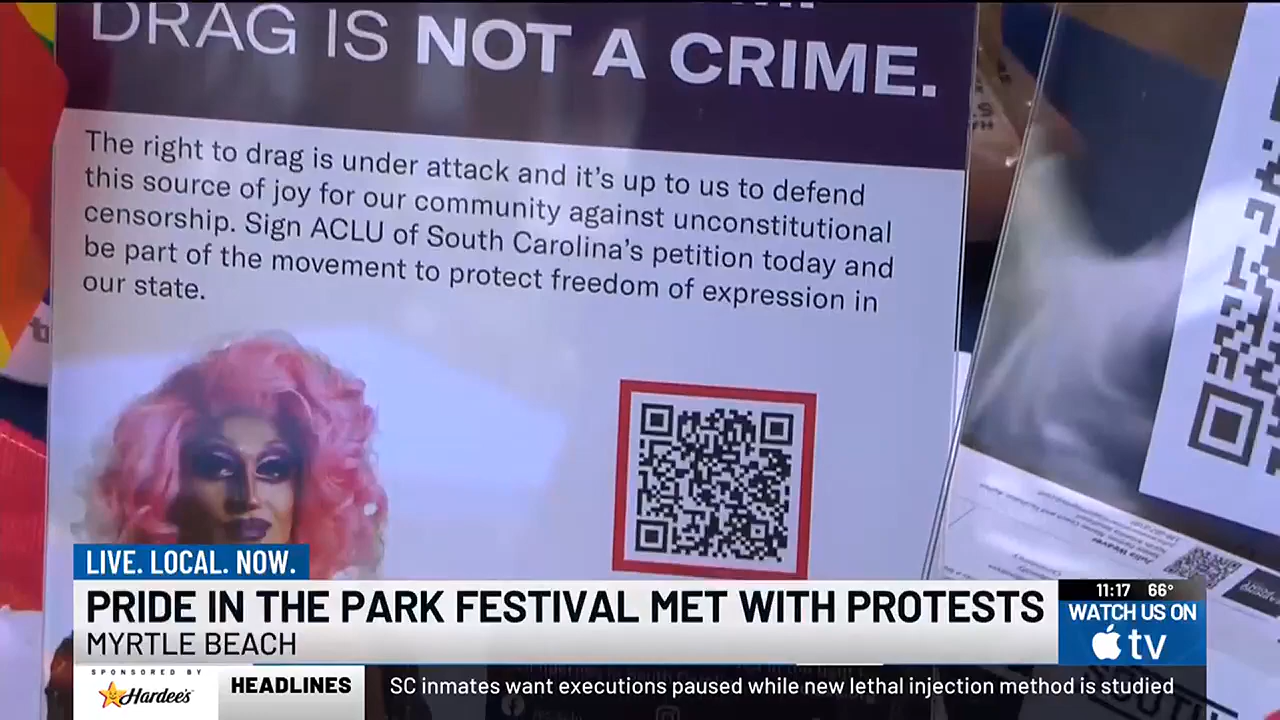 DRAG IS NOT A CRIME.
The right to drag is under attack and it's up to us to defend
this source of joy for our community against unconstitutional
censorship. Sign ACLU of South Carolina's petition today and
be part of the movement to protect freedom of expression in
our state.
LIVE. LOCAL. NOW.
PRIDE IN THE PARK FESTIVAL MET WITH PROTESTS
MYRTLE BEACH
11:17 66°
WATCH US ON
tv
SPONSORED BY
Hardee's
HEADLINES
SC inmates want executions paused while new lethal injection method is studied